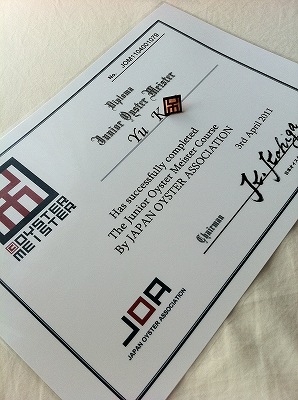 No. JOM1104001079
Diploma
Junior Oyster Meister
Yu K
Has successfully completed
The Junior Oyster Meister Course
By JAPAN OYSTER ASSOCIATION
3rd April 2011
Chairman
OYSTER
MEISTER
JOA
JAPAN OYSTER ASSOCIATION